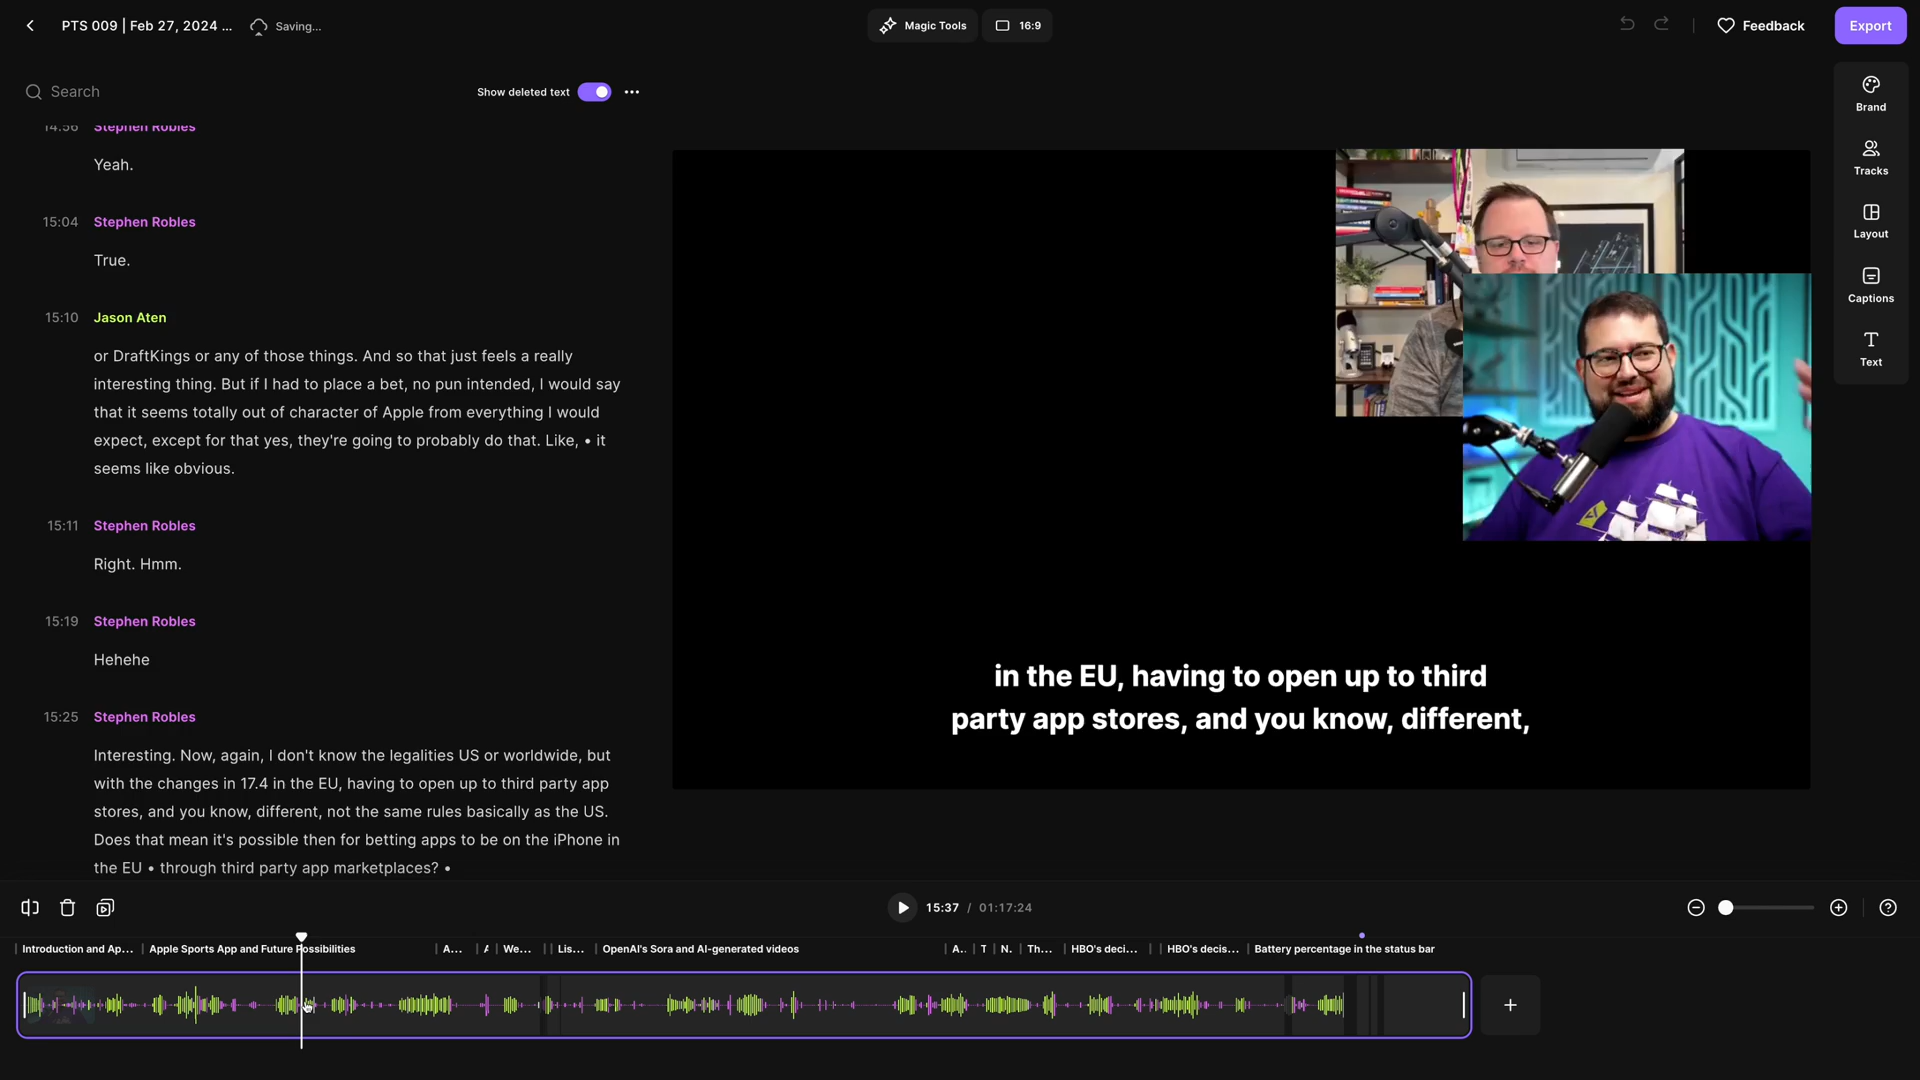 PTS 009 | Feb 27, 2024 ...
Saving...
Magic Tools
16:9
Feedback
Export
Search
Show deleted text
14:56 Stephen Robles
Yeah.
15:04 Stephen Robles
True.
15:10 Jason Aten
or DraftKings or any of those things. And so that just feels a really
interesting thing. But if I had to place a bet, no pun intended, I would say
that it seems totally out of character of Apple from everything I would
expect, except for that yes, they're going to probably do that. Like, • it
seems like obvious.
15:11 Stephen Robles
Right. Hmm.
15:19 Stephen Robles
Hehehe
15:25 Stephen Robles
Interesting. Now, again, I don't know the legalities US or worldwide, but
with the changes in 17.4 in the EU, having to open up to third party app
stores, and you know, different, not the same rules basically as the US.
Does that mean it's possible then for betting apps to be on the iPhone in
the EU • through third party app marketplaces? •
in the EU, having to open up to third
party app stores, and you know, different,
Brand
Tracks
Layout
Captions
Text
15:37 / 01:17:24
Introduction and Ap...
Apple Sports App and Future Possibilities
A...
A
We...
Lis...
OpenAI's Sora and AI-generated videos
A..
T
N.
Th...
HBO's deci...
HBO's decis...
Battery percentage in the status bar